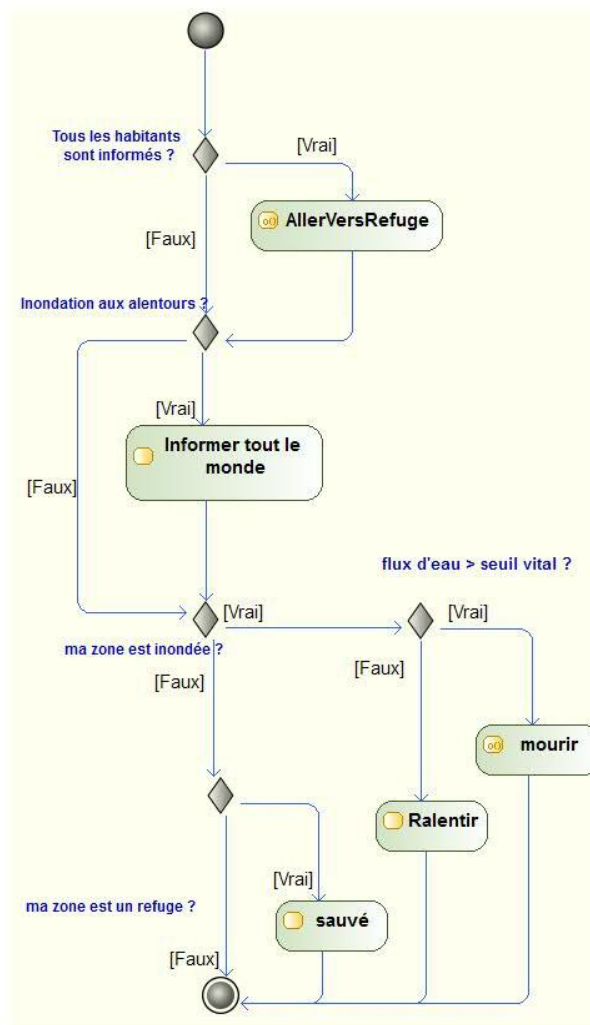 Tous les habitants
sont informés ?
[Vrai]
AllerVersRefuge
[Faux]
Inondation aux alentours ?
[Vrai]
Informer tout le
monde
[Faux]
flux d'eau > seuil vital ?
[Vrai]
[Vrai]
ma zone est inondée ?
[Faux]
[Faux]
mourir
Ralentir
[Vrai]
ma zone est un refuge ?
sauvé
[Faux]